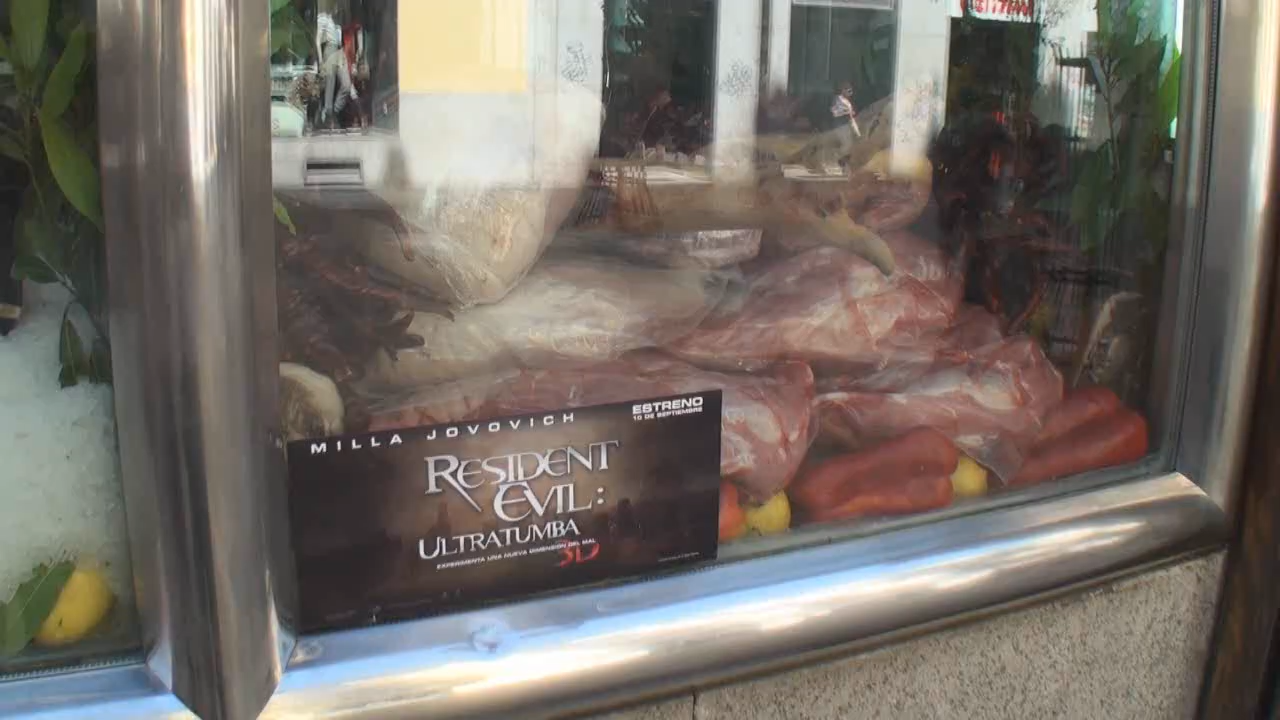 MILLA JOVOVICH
ESTRENO
10 DE SEPTIEMBRE
RESIDENT
EVIL:
ULTRATUMBA
EXPERIMENTA UNA NUEVA DIMENSIÓN DEL MAL
3D